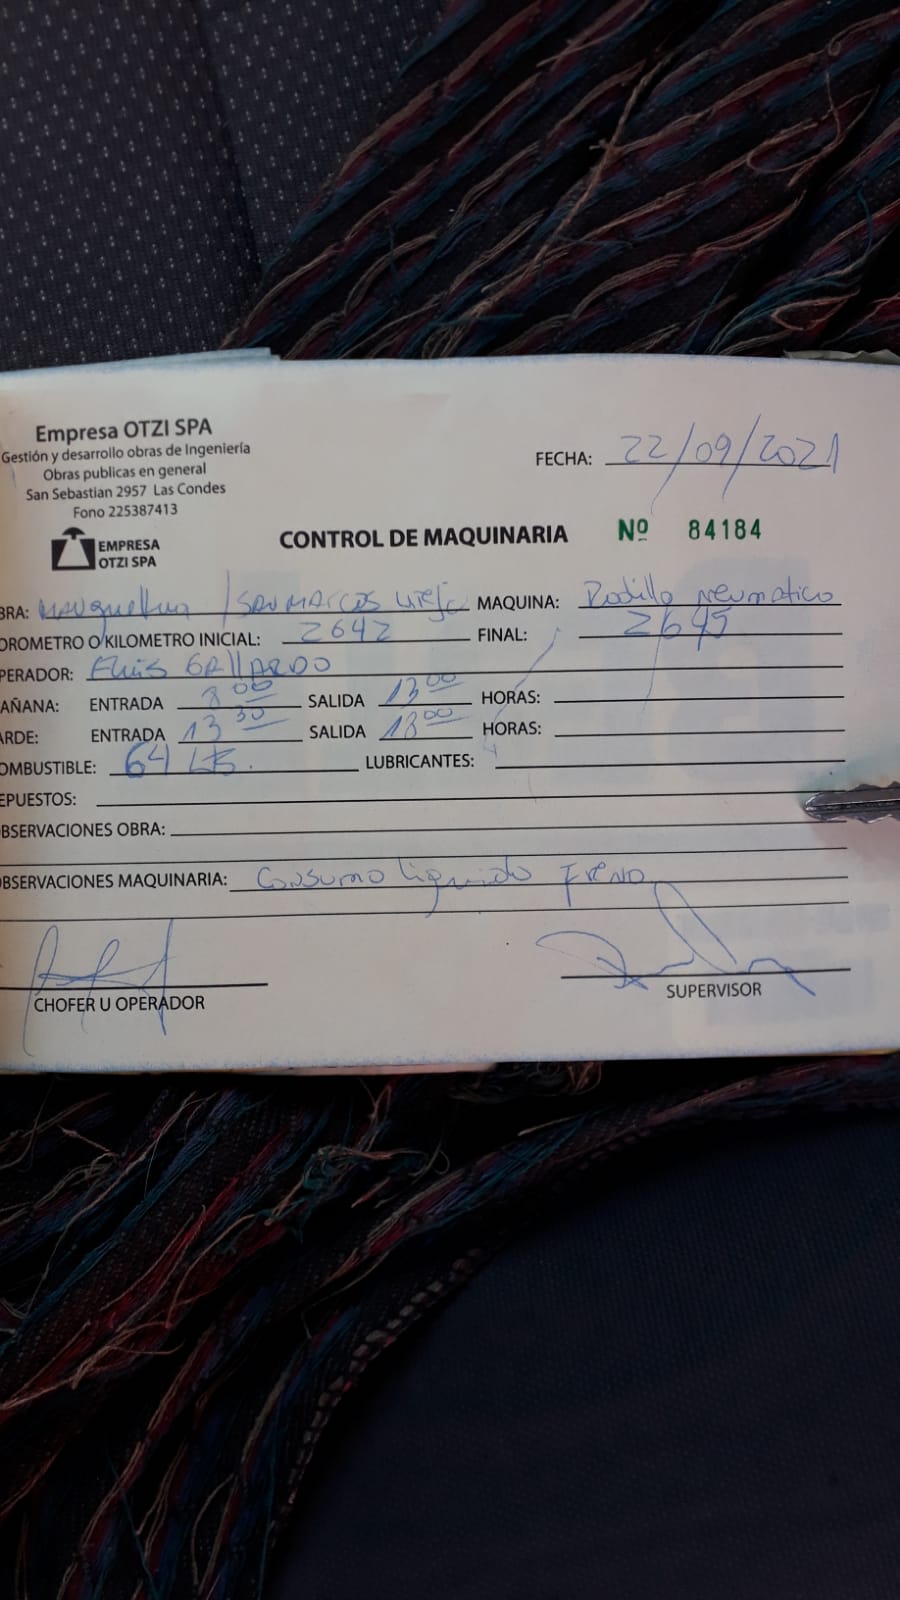 Empresa OTZI SPA
Gestión y desarrollo obras de Ingeniería
Obras publicas en general
San Sebastian 2957 Las Condes
Fono 225387413
EMPRESA
OTZI SPA
FECHA: 22/09/2021
CONTROL DE MAQUINARIA Nº 84184
BRA: / SAN MARCOS MAQUINA: Rodillo neumatico
OROMETRO O KILOMETRO INICIAL: 2642 FINAL: 2645
PERADOR: GALLARDO
AÑANA: ENTRADA 8 00 SALIDA 13 00 HORAS:
ARDE: ENTRADA 13 30 SALIDA 18 00 HORAS:
OMBUSTIBLE: 64 Lts. LUBRICANTES:
EPUESTOS:
BSERVACIONES OBRA:
BSERVACIONES MAQUINARIA: Consumo liquido FReNO
CHOFER U OPERADOR SUPERVISOR